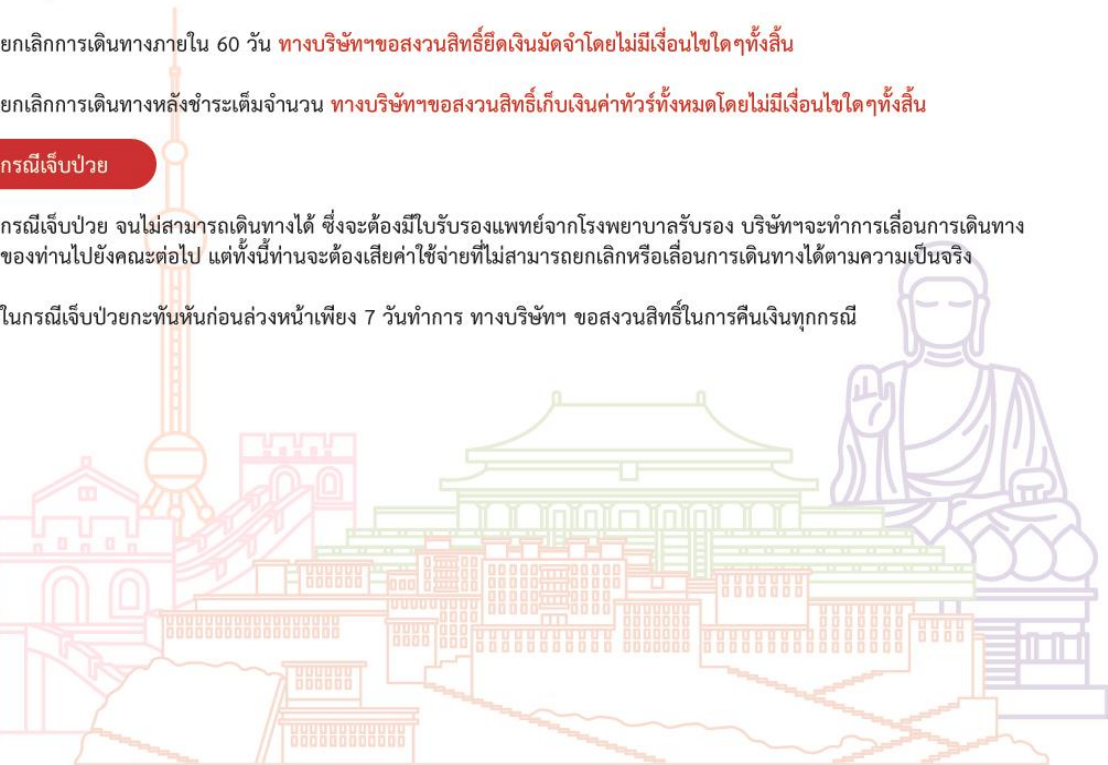 ยกเลิกการเดินทางภายใน 60 วัน ทางบริษัทฯขอสงวนสิทธิ์ยึดเงินมัดจำโดยไม่มีเงื่อนไขใดๆทั้งสิ้น
ยกเลิกการเดินทางหลังชำระเต็มจำนวน ทางบริษัทฯขอสงวนสิทธิ์เก็บเงินค่าทัวร์ทั้งหมดโดยไม่มีเงื่อนไขใดๆทั้งสิ้น
กรณีเจ็บป่วย
กรณีเจ็บป่วย จนไม่สามารถเดินทางได้ ซึ่งจะต้องมีใบรับรองแพทย์จากโรงพยาบาลรับรอง บริษัทฯจะทำการเลื่อนการเดินทาง
ของท่านไปยังคณะต่อไป แต่ทั้งนี้ท่านจะต้องเสียค่าใช้จ่ายที่ไม่สามารถยกเลิกหรือเลื่อนการเดินทางได้ตามความเป็นจริง
ในกรณีเจ็บป่วยกะทันหันก่อนล่วงหน้าเพียง 7 วันทำการ ทางบริษัทฯ ขอสงวนสิทธิ์ในการคืนเงินทุกกรณี